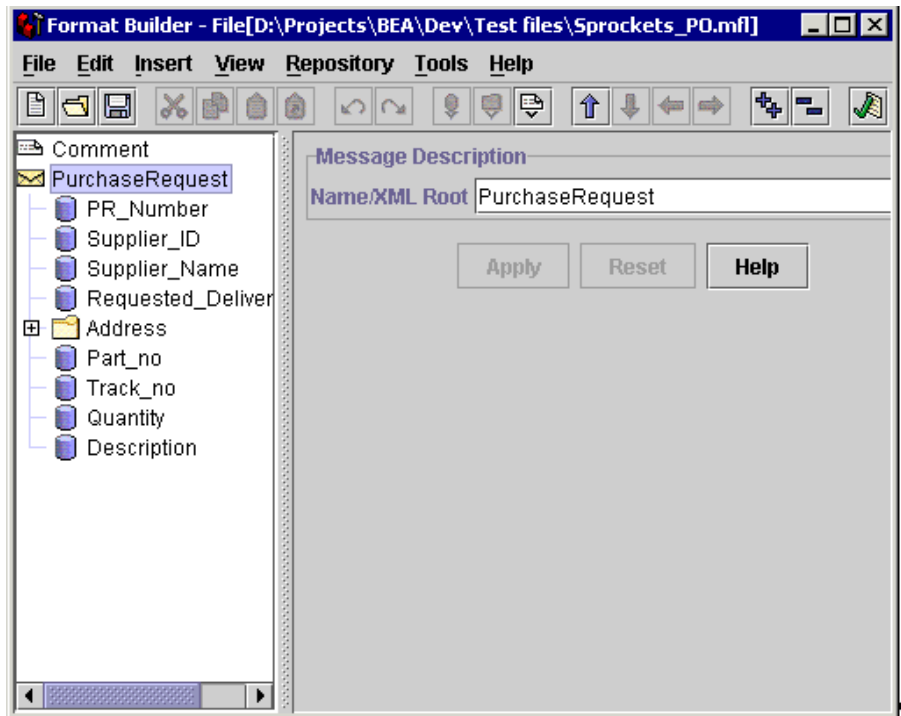 Format Builder - File[D:\Projects\BEA\Dev\Test files\Sprockets_PO.mfl]
File Edit Insert View Repository Tools Help
Comment
PurchaseRequest
PR_Number
Supplier_ID
Supplier_Name
Requested_Deliver
Address
Part_no
Track_no
Quantity
Description
Message Description
Name/XML Root PurchaseRequest
Apply Reset Help